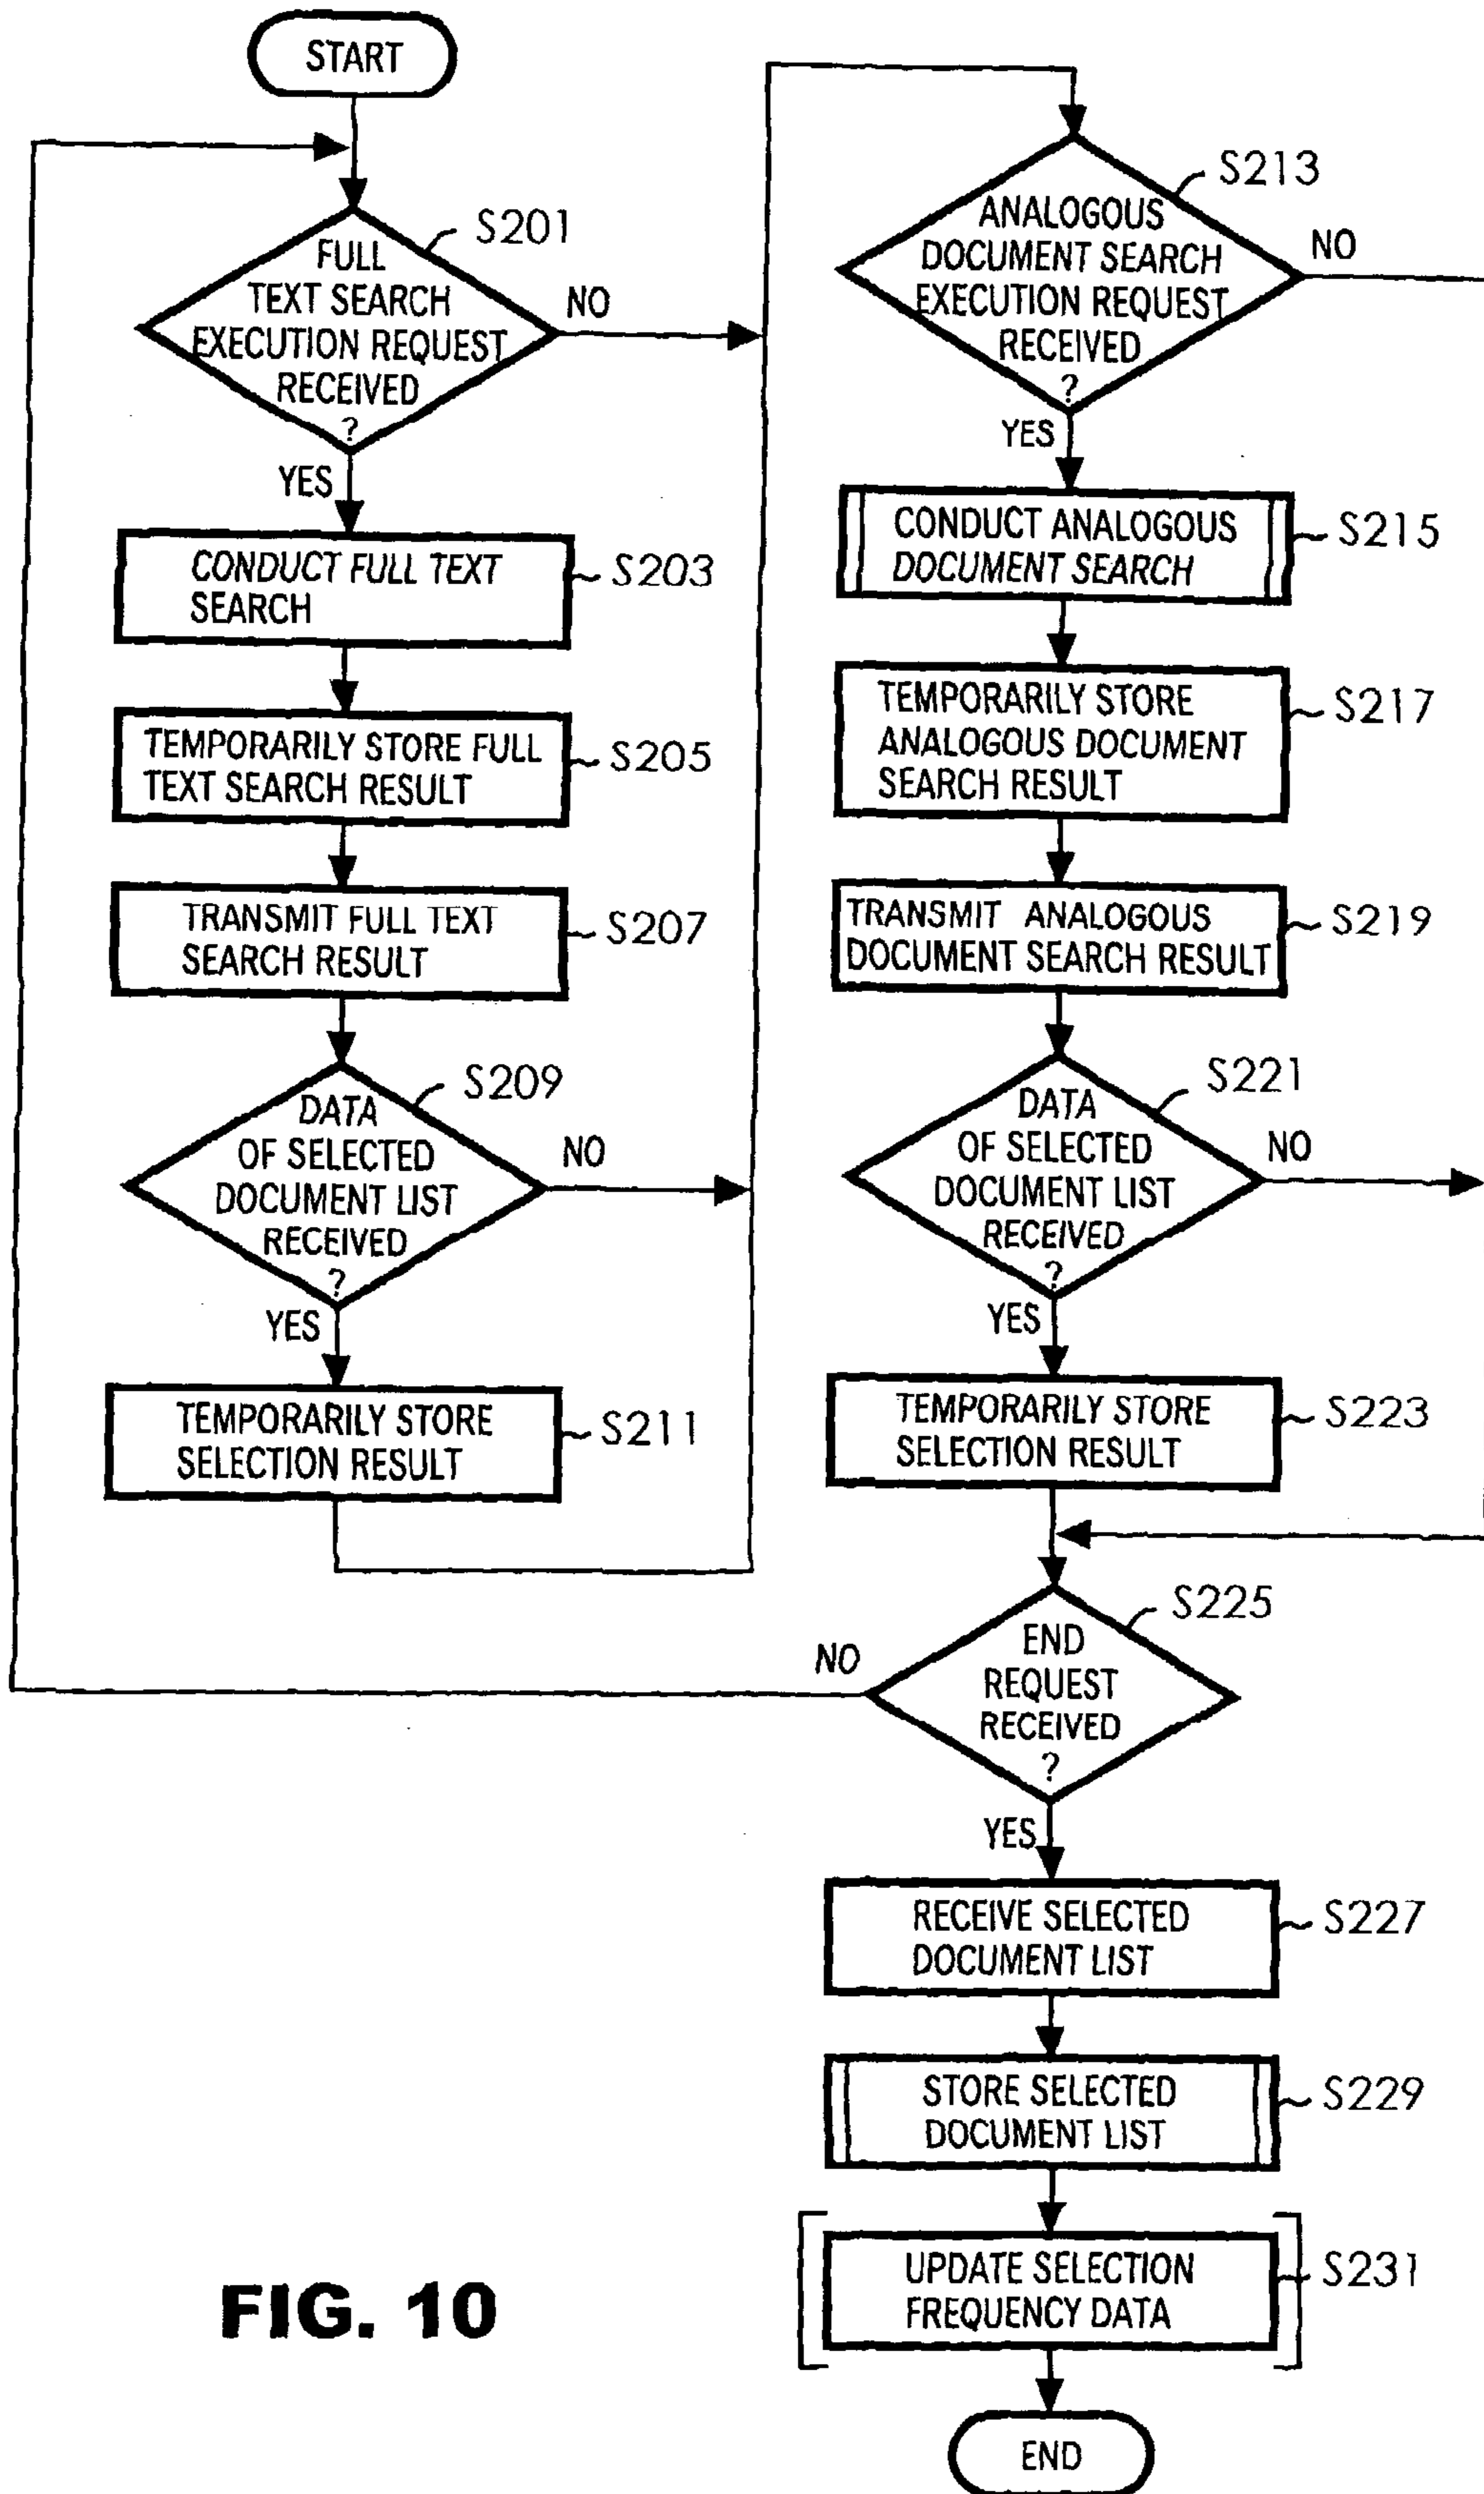 START
S201
FULL
TEXT SEARCH
EXECUTION REQUEST
RECEIVED
?
NO
YES
CONDUCT FULL TEXT
SEARCH
S203
TEMPORARILY STORE FULL
TEXT SEARCH RESULT
S205
TRANSMIT FULL TEXT
SEARCH RESULT
S207
S209
DATA
OF SELECTED
DOCUMENT LIST
RECEIVED
?
NO
YES
TEMPORARILY STORE
SELECTION RESULT
S211
S213
ANALOGOUS
DOCUMENT SEARCH
EXECUTION REQUEST
RECEIVED
?
NO
YES
CONDUCT ANALOGOUS
DOCUMENT SEARCH
S215
TEMPORARILY STORE
ANALOGOUS DOCUMENT
SEARCH RESULT
S217
TRANSMIT ANALOGOUS
DOCUMENT SEARCH RESULT
S219
S221
DATA
OF SELECTED
DOCUMENT LIST
RECEIVED
?
NO
YES
TEMPORARILY STORE
SELECTION RESULT
S223
S225
END
REQUEST
RECEIVED
?
NO
YES
RECEIVE SELECTED
DOCUMENT LIST
S227
STORE SELECTED
DOCUMENT LIST
S229
UPDATE SELECTION
FREQUENCY DATA
S231
END
FIG. 10